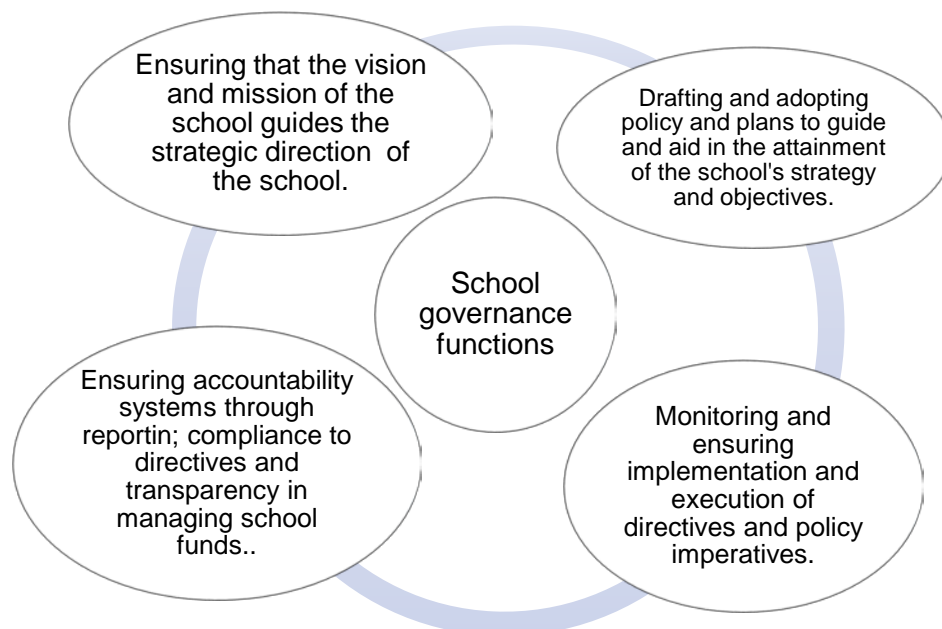 Ensuring that the vision
and mission of the
school guides the
strategic direction of
the school.
Drafting and adopting
policy and plans to guide
and aid in the attainment
of the school's strategy
and objectives.
School
governance
functions
Ensuring accountability
systems through
reportin; compliance to
directives and
transparency in
managing school
funds..
Monitoring and
ensuring
implementation and
execution of
directives and policy
imperatives.